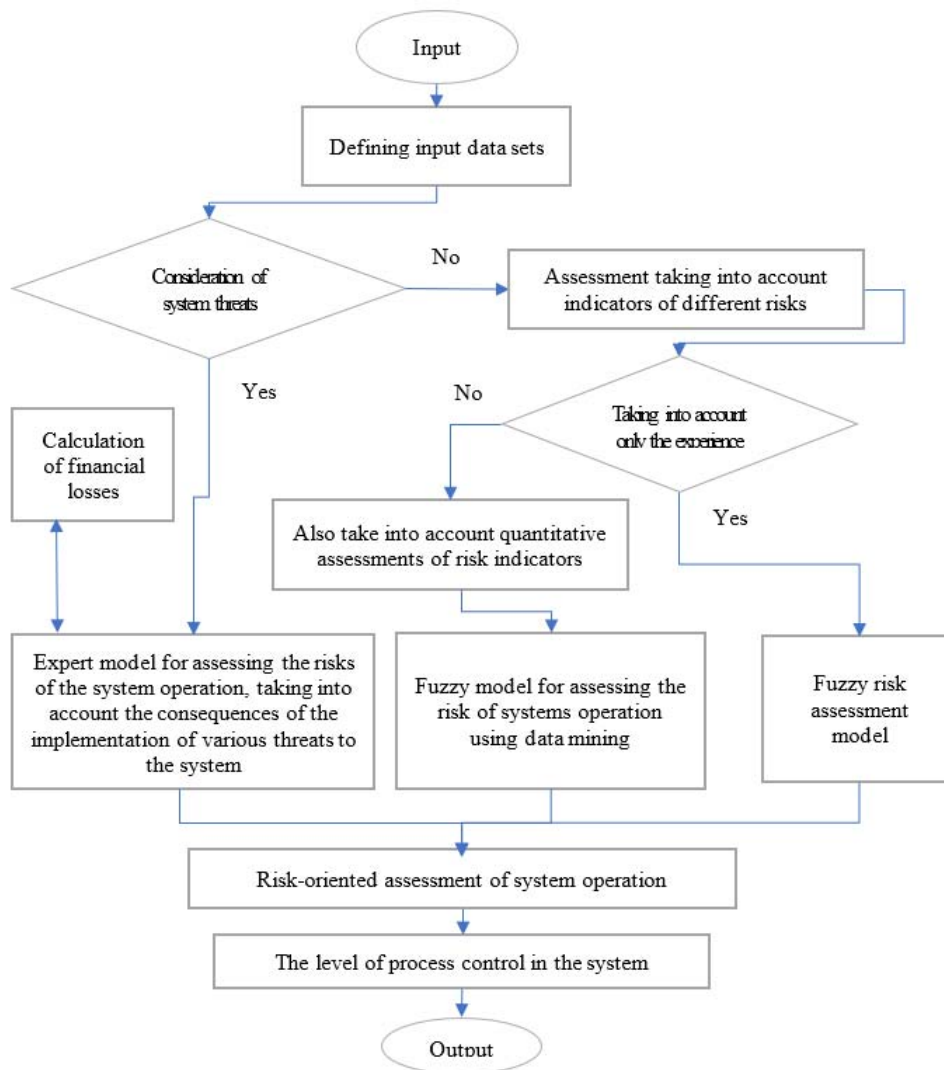 Input
Defining input data sets
Consideration of
system threats
No
Assessment taking into account
indicators of different risks
Yes
No
Taking into account
only the experience
Calculation
of financial
losses
Yes
Also take into account quantitative
assessments of risk indicators
Expert model for assessing the risks
of the system operation, taking into
account the consequences of the
implementation of various threats to
the system
Fuzzy model for assessing the
risk of systems operation
using data mining
Fuzzy risk
assessment
model
Risk-oriented assessment of system operation
The level of process control in the system
Output